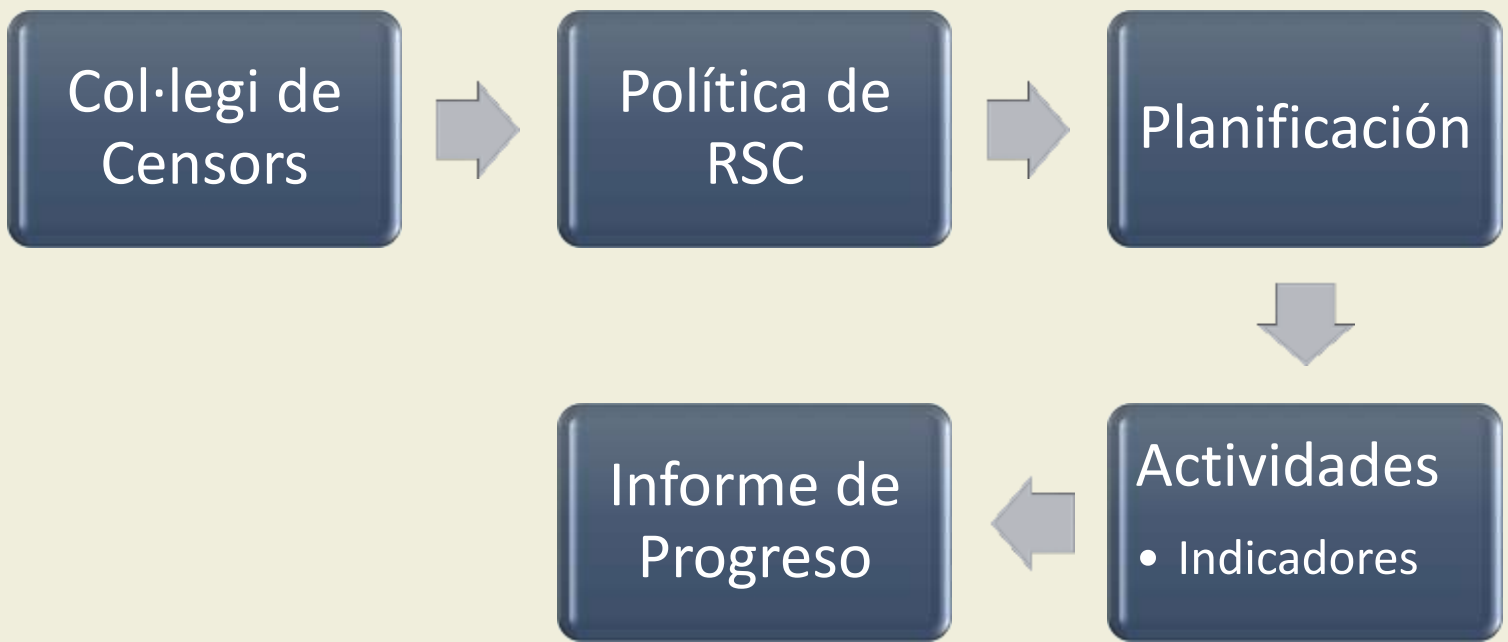 Col·legi de
Censors
Política de
RSC
Planificación
Actividades
• Indicadores
Informe de
Progreso